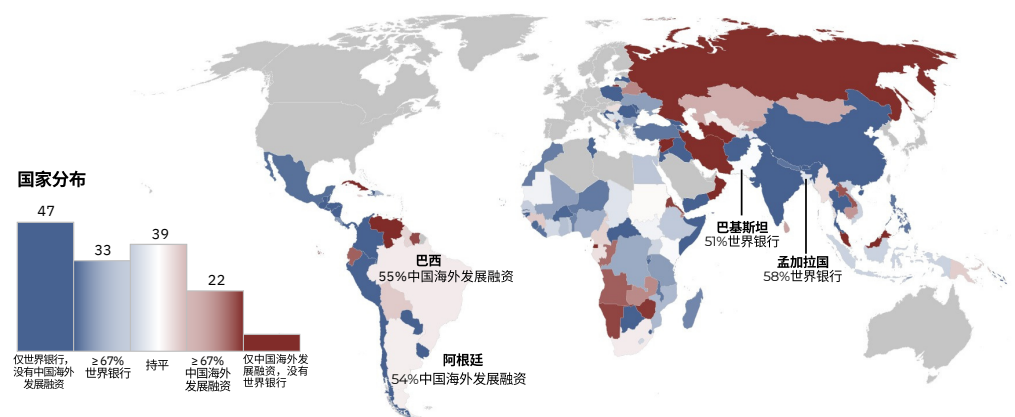 国家分布
47
33
39
22
仅世界银行，
没有中国海外
发展融资
≥67%
世界银行
持平
≥67%
中国海外
发展融资
仅中国海外发
展融资，没有
世界银行
巴西
55%中国海外发展融资
阿根廷
54%中国海外发展融资
巴基斯坦
51%世界银行
孟加拉国
58%世界银行